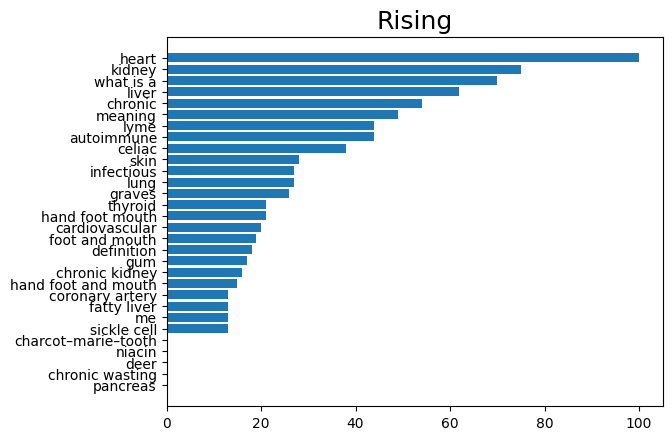 Rising
heart
kidney
what is a
liver
chronic
meaning
lyme
autoimmune
celiac
skin
infectious
lung
graves
thyroid
hand foot mouth
cardiovascular
foot and mouth
definition
gum
chronic kidney
hand foot and mouth
coronary artery
fatty liver
me
sickle cell
charcot–marie–tooth
niacin
deer
chronic wasting
pancreas
0 20 40 60 80 100